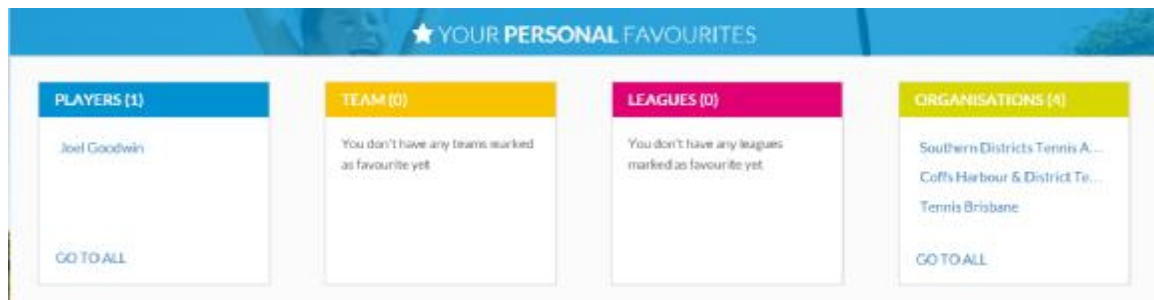 ★ YOUR PERSONAL FAVOURITES
PLAYERS (1)
Joel Goodwin
GO TO ALL
TEAM (0)
You don't have any teams marked
as favourite yet
LEAGUES (0)
You don't have any leagues
marked as favourite yet
ORGANISATIONS (4)
Southern Districts Tennis A...
Coffs Harbour & District Te...
Tennis Brisbane
GO TO ALL